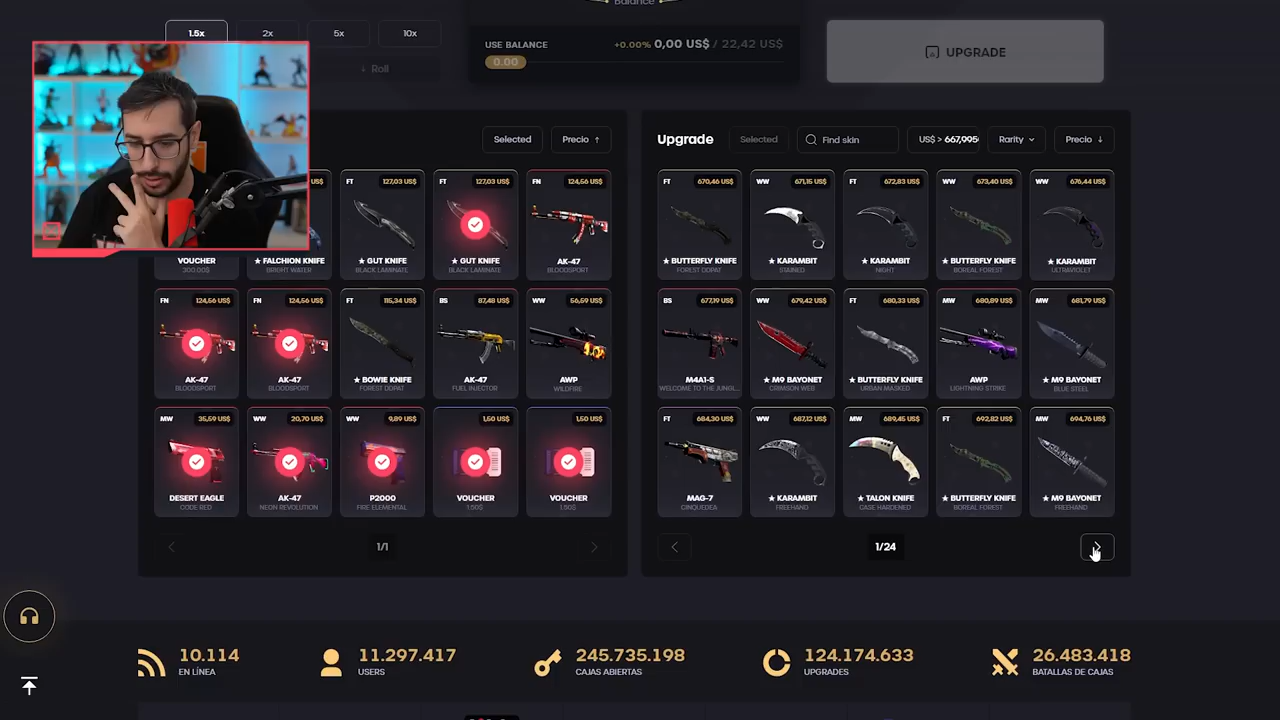 Balance
1.5x 2x 5x 10x
USE BALANCE +0.00% 0,00 US$ / 22,42 US$
0.00
↓ Roll
UPGRADE
Selected Precio ↑
Upgrade Selected Find skin US$ > 667,995 Rarity Precio ↓
US$ FT 127,03 US$ FT 127,03 US$ FN 124,56 US$
VOUCHER ★ FALCHION KNIFE ★ GUT KNIFE ★ GUT KNIFE AK-47
300.00$ BRIGHT WATER BLACK LAMINATE BLACK LAMINATE BLOODSPORT
FN 124,56 US$ FN 124,56 US$ FT 115,34 US$ BS 87,48 US$ WW 56,59 US$
AK-47 AK-47 ★ BOWIE KNIFE AK-47 AWP
BLOODSPORT BLOODSPORT FOREST DDPAT FUEL INJECTOR WILDFIRE
MW 35,59 US$ WW 20,70 US$ FT 9,89 US$ 1,50 US$ 1,50 US$
DESERT EAGLE AK-47 P2000 VOUCHER VOUCHER
CODE RED NEON REVOLUTION FIRE ELEMENTAL 1,50$ 1,50$
1/1
FT 670,46 US$ WW 671,15 US$ FT 672,83 US$ WW 673,40 US$ WW 676,44 US$
★ BUTTERFLY KNIFE ★ KARAMBIT ★ KARAMBIT ★ BUTTERFLY KNIFE ★ KARAMBIT
FOREST DDPAT STAINED NIGHT BOREAL FOREST ULTRAVIOLET
BS 677,19 US$ WW 679,42 US$ FT 680,33 US$ MW 680,89 US$ MW 681,79 US$
M4A1-S ★ M9 BAYONET ★ BUTTERFLY KNIFE AWP ★ M9 BAYONET
WELCOME TO THE JUNGL... CRIMSON WEB URBAN MASKED LIGHTNING STRIKE BLUE STEEL
FT 684,30 US$ WW 687,12 US$ MW 689,45 US$ FT 692,82 US$ MW 694,76 US$
MAG-7 ★ KARAMBIT ★ TALON KNIFE ★ BUTTERFLY KNIFE ★ M9 BAYONET
CINQUEDEA FREEHAND CASE HARDENED BOREAL FOREST FREEHAND
1/24
10.114 11.297.417 245.735.198 124.174.633 26.483.418
EN LÍNEA USERS CAJAS ABIERTAS UPGRADES BATALLAS DE CAJAS